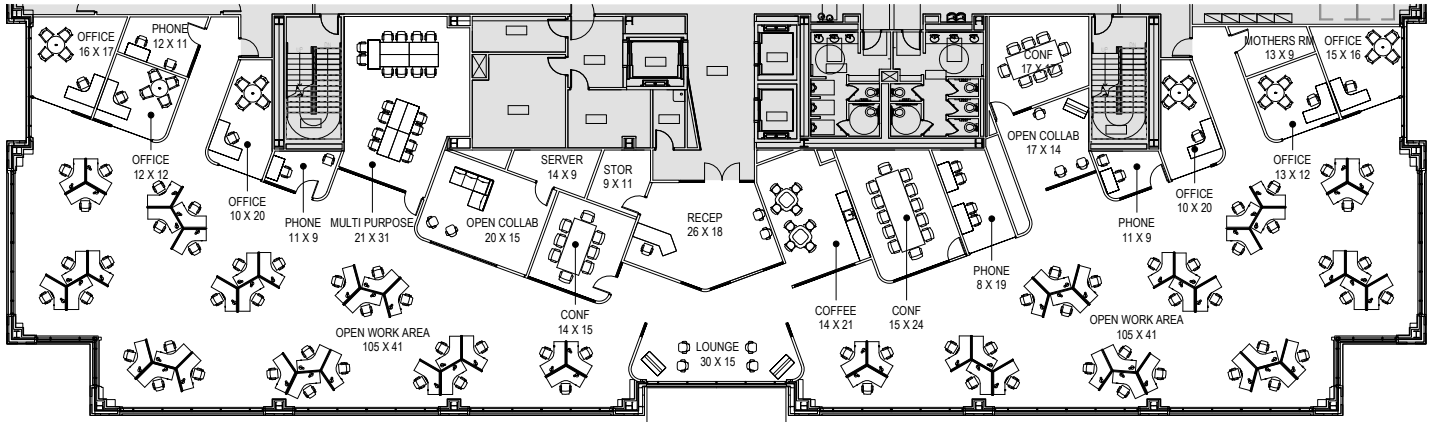 OFFICE
16 X 17
PHONE
12 X 11
CONF
MOTHERS RM
13 X 9
OFFICE
15 X 16
OFFICE
12 X 12
OFFICE
10 X 20
PHONE
11 X 9
MULTI PURPOSE
21 X 31
OPEN COLLAB
20 X 15
SERVER
14 X 9
STOR
9 X 11
CONF
14 X 15
RECEP
26 X 18
COFFEE
14 X 21
CONF
15 X 24
PHONE
8 X 19
OPEN COLLAB
17 X 14
PHONE
11 X 9
OFFICE
10 X 20
OFFICE
13 X 12
OPEN WORK AREA
105 X 41
LOUNGE
30 X 15
OPEN WORK AREA
105 X 41